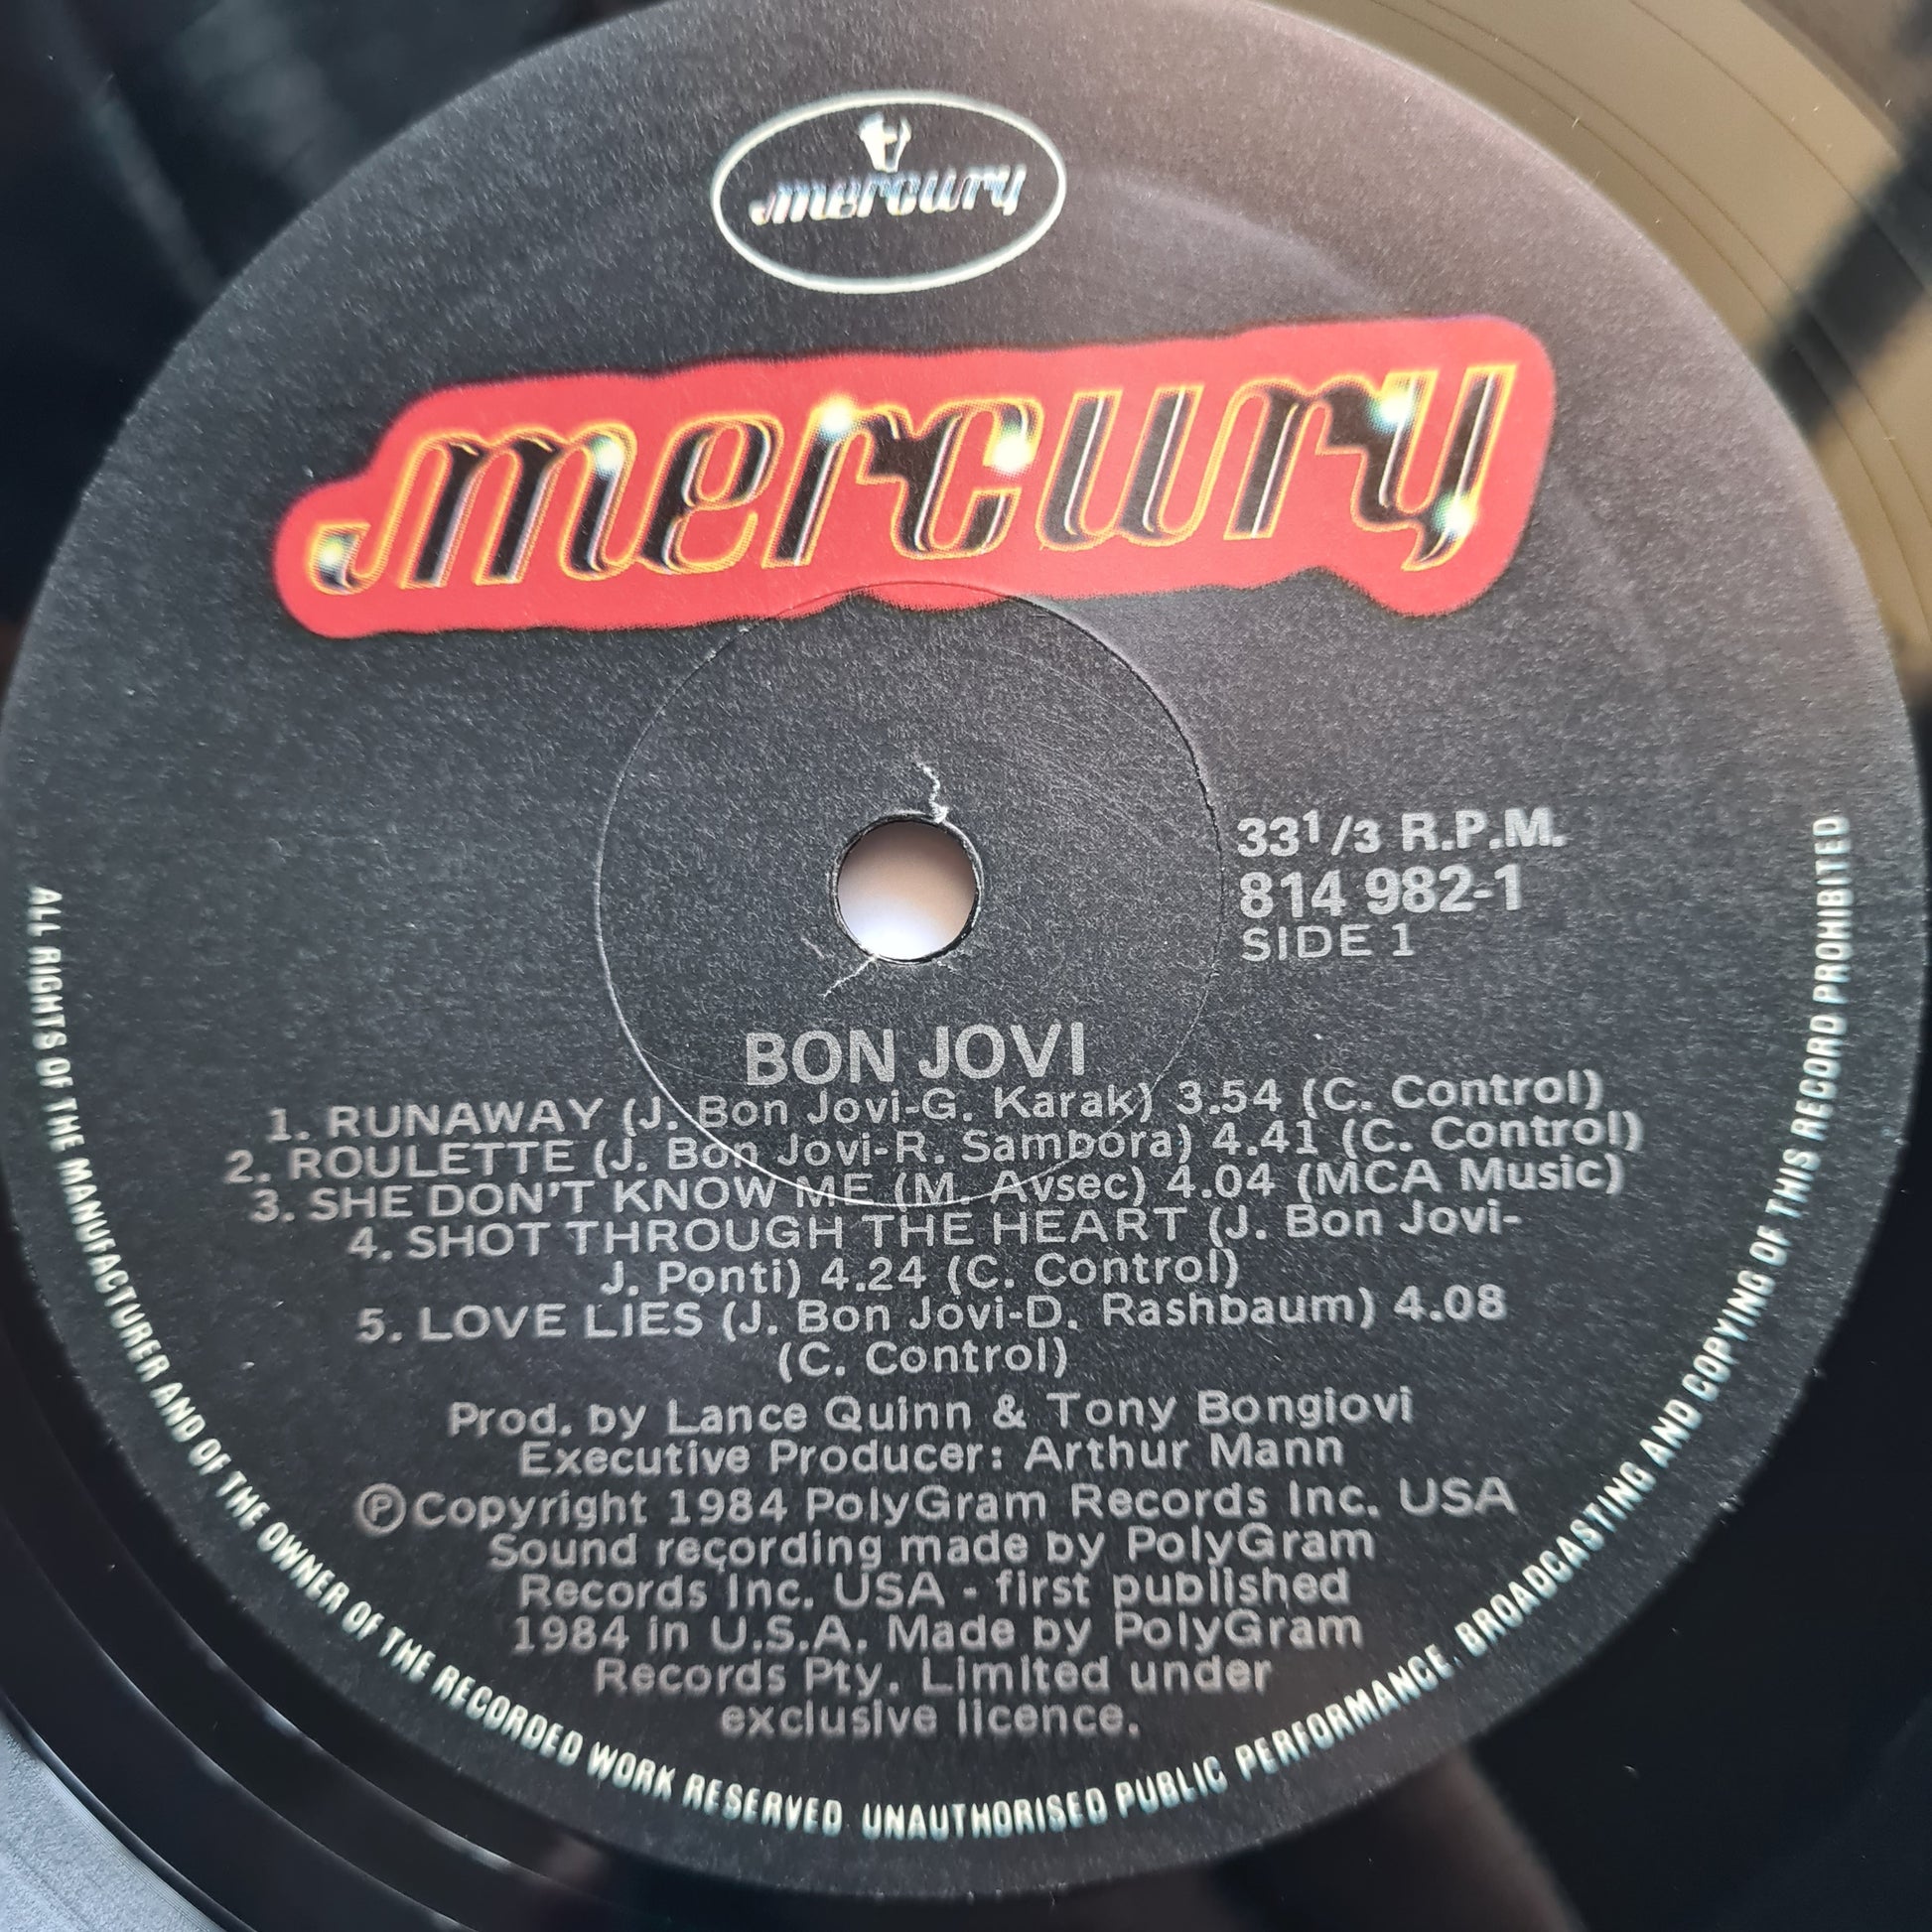 mercury
mercury
33 1/3 R.P.M.
814 982-1
SIDE 1
BON JOVI
1. RUNAWAY (J. Bon Jovi-G. Karak) 3.54 (C. Control)
2. ROULETTE (J. Bon Jovi-R. Sambora) 4.41 (C. Control)
3. SHE DON'T KNOW ME (M. Avsec) 4.04 (MCA Music)
4. SHOT THROUGH THE HEART (J. Bon Jovi-
J. Ponti) 4.24 (C. Control)
5. LOVE LIES (J. Bon Jovi-D. Rashbaum) 4.08
(C. Control)
Prod. by Lance Quinn & Tony Bongiovi
Executive Producer: Arthur Mann
Ⓟ Copyright 1984 PolyGram Records Inc. USA
Sound recording made by PolyGram
Records Inc. USA - first published
1984 in U.S.A. Made by PolyGram
Records Pty. Limited under
exclusive licence.
ALL RIGHTS OF THE MANUFACTURER AND OF THE OWNER OF THE RECORDED WORK RESERVED. UNAUTHORISED PUBLIC PERFORMANCE, BROADCASTING AND COPYING OF THIS RECORD PROHIBITED